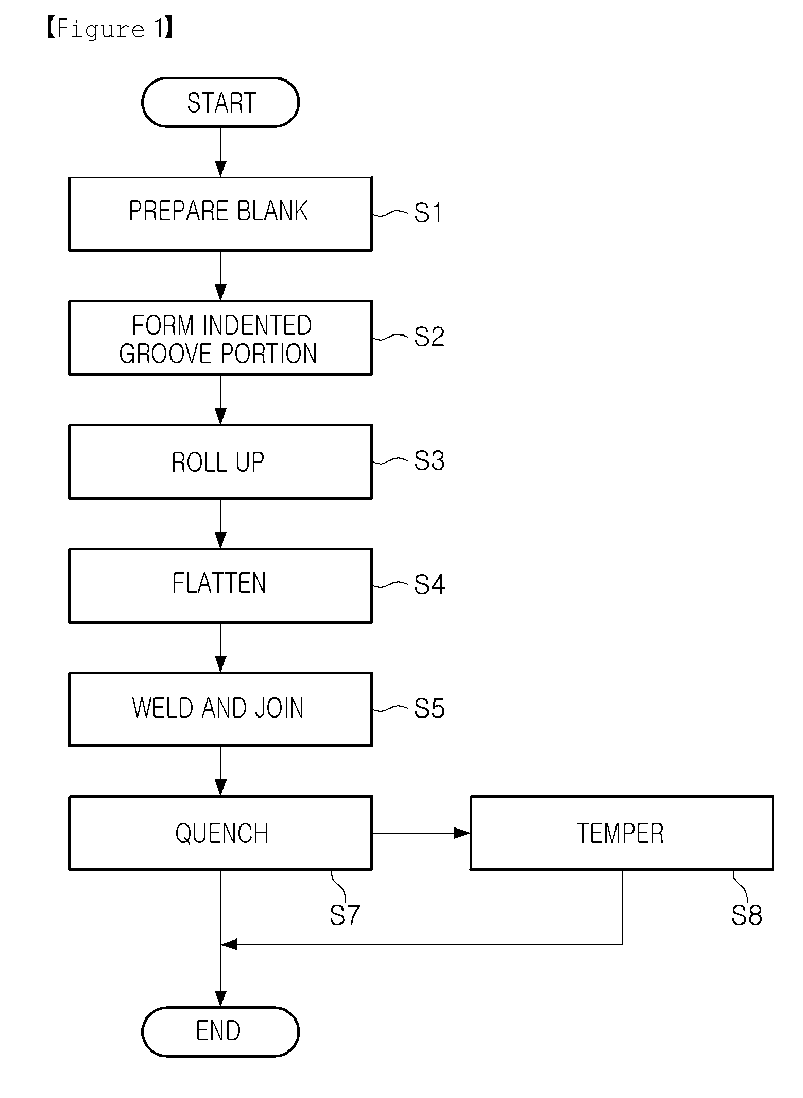 【Figure 1】
START
PREPARE BLANK
S1
FORM INDENTED
GROOVE PORTION
S2
ROLL UP
S3
FLATTEN
S4
WELD AND JOIN
S5
QUENCH
S7
TEMPER
S8
END